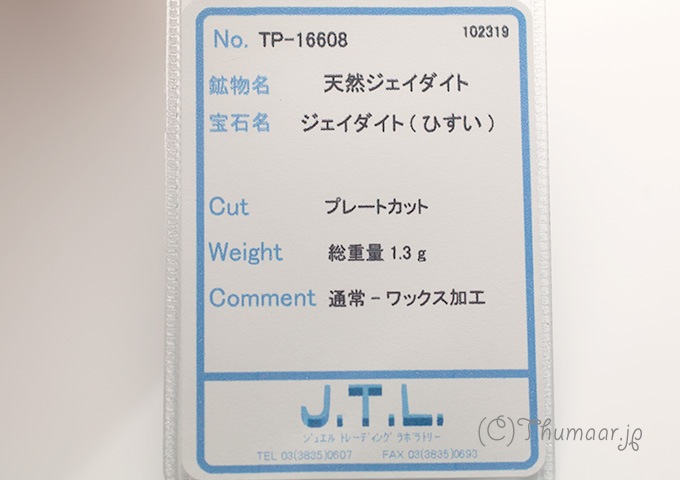 No. TP-16608 102319
鉱物名 天然ジェイダイト
宝石名 ジェイダイト(ひすい)
Cut プレートカット
Weight 総重量 1.3 g
Comment 通常-ワックス加工
J.T.L.
ジュエル トレーディング ラボラトリー
TEL 03(3835)0607 FAX 03(3835)0693
(C)Thumaar.jp